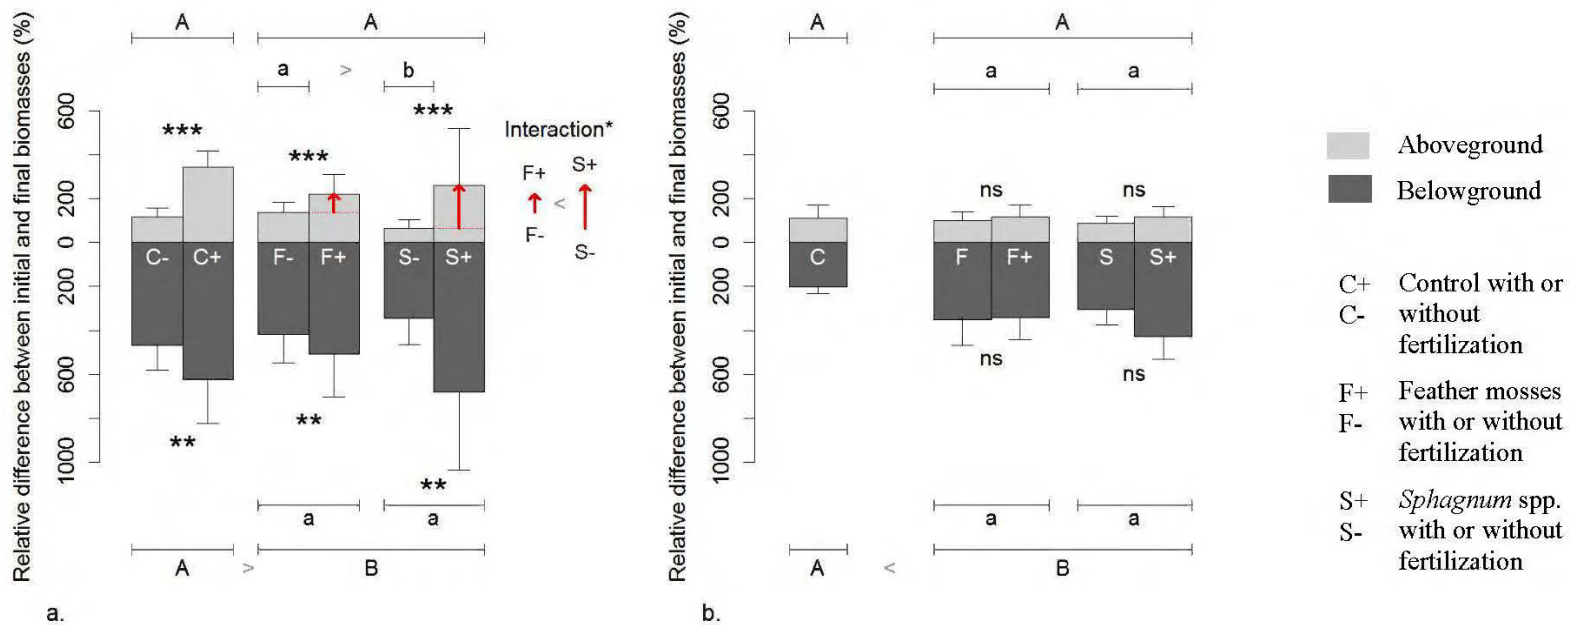 Relative difference between initial and final biomasses (%)
A
A
a
>
b
600
200
0
200
600
1000
***
***
***
Interaction*
F+
S+
<
F-
S-
C-
C+
F-
F+
S-
S+
**
**
**
a
a
A
>
B
a.
Relative difference between initial and final biomasses (%)
A
A
a
a
600
200
0
200
600
1000
ns
ns
C
F
F+
S
S+
ns
ns
a
a
A
<
B
b.
Aboveground
Belowground
C+ Control with or
C- without
fertilization
F+ Feather mosses
F- with or without
fertilization
S+ Sphagnum spp.
S- with or without
fertilization